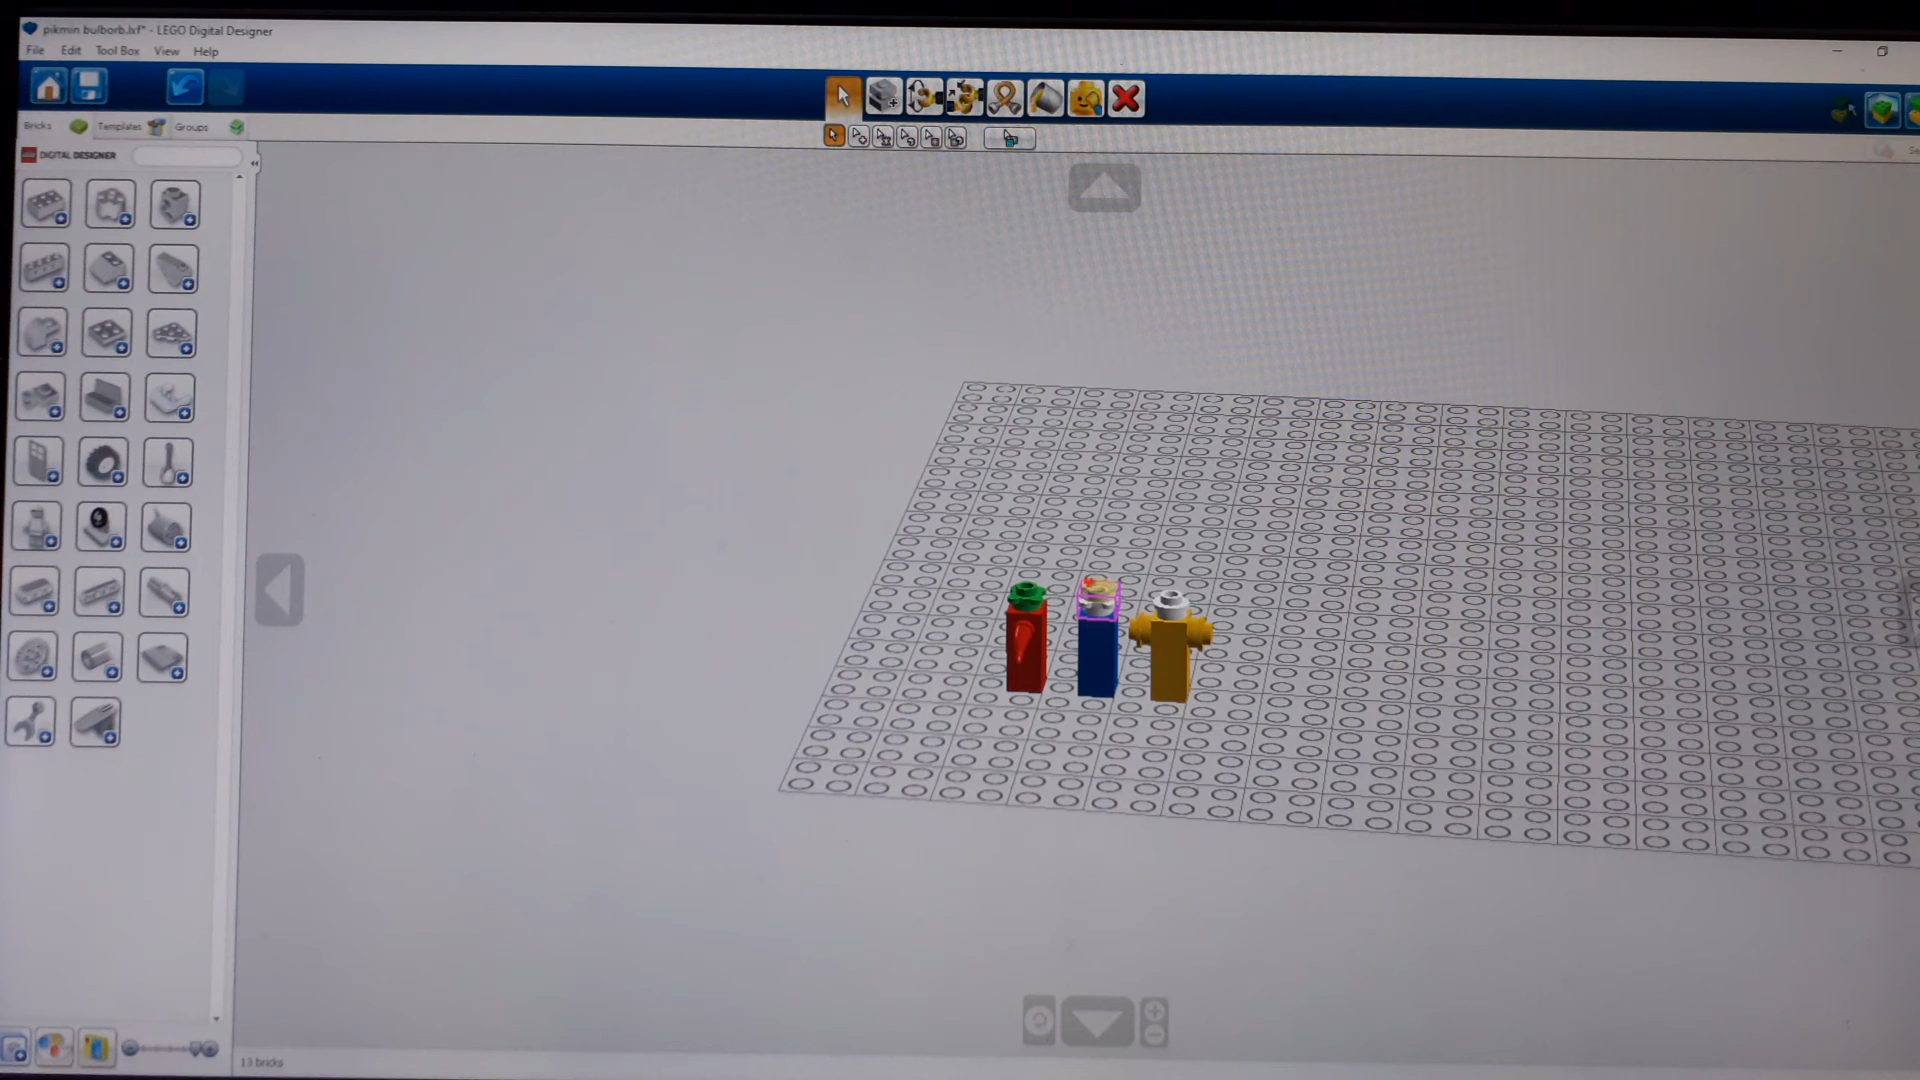 pikmin bulborb.lxf* - LEGO Digital Designer
File Edit Tool Box View Help
Bricks Templates Groups
DIGITAL DESIGNER
13 bricks